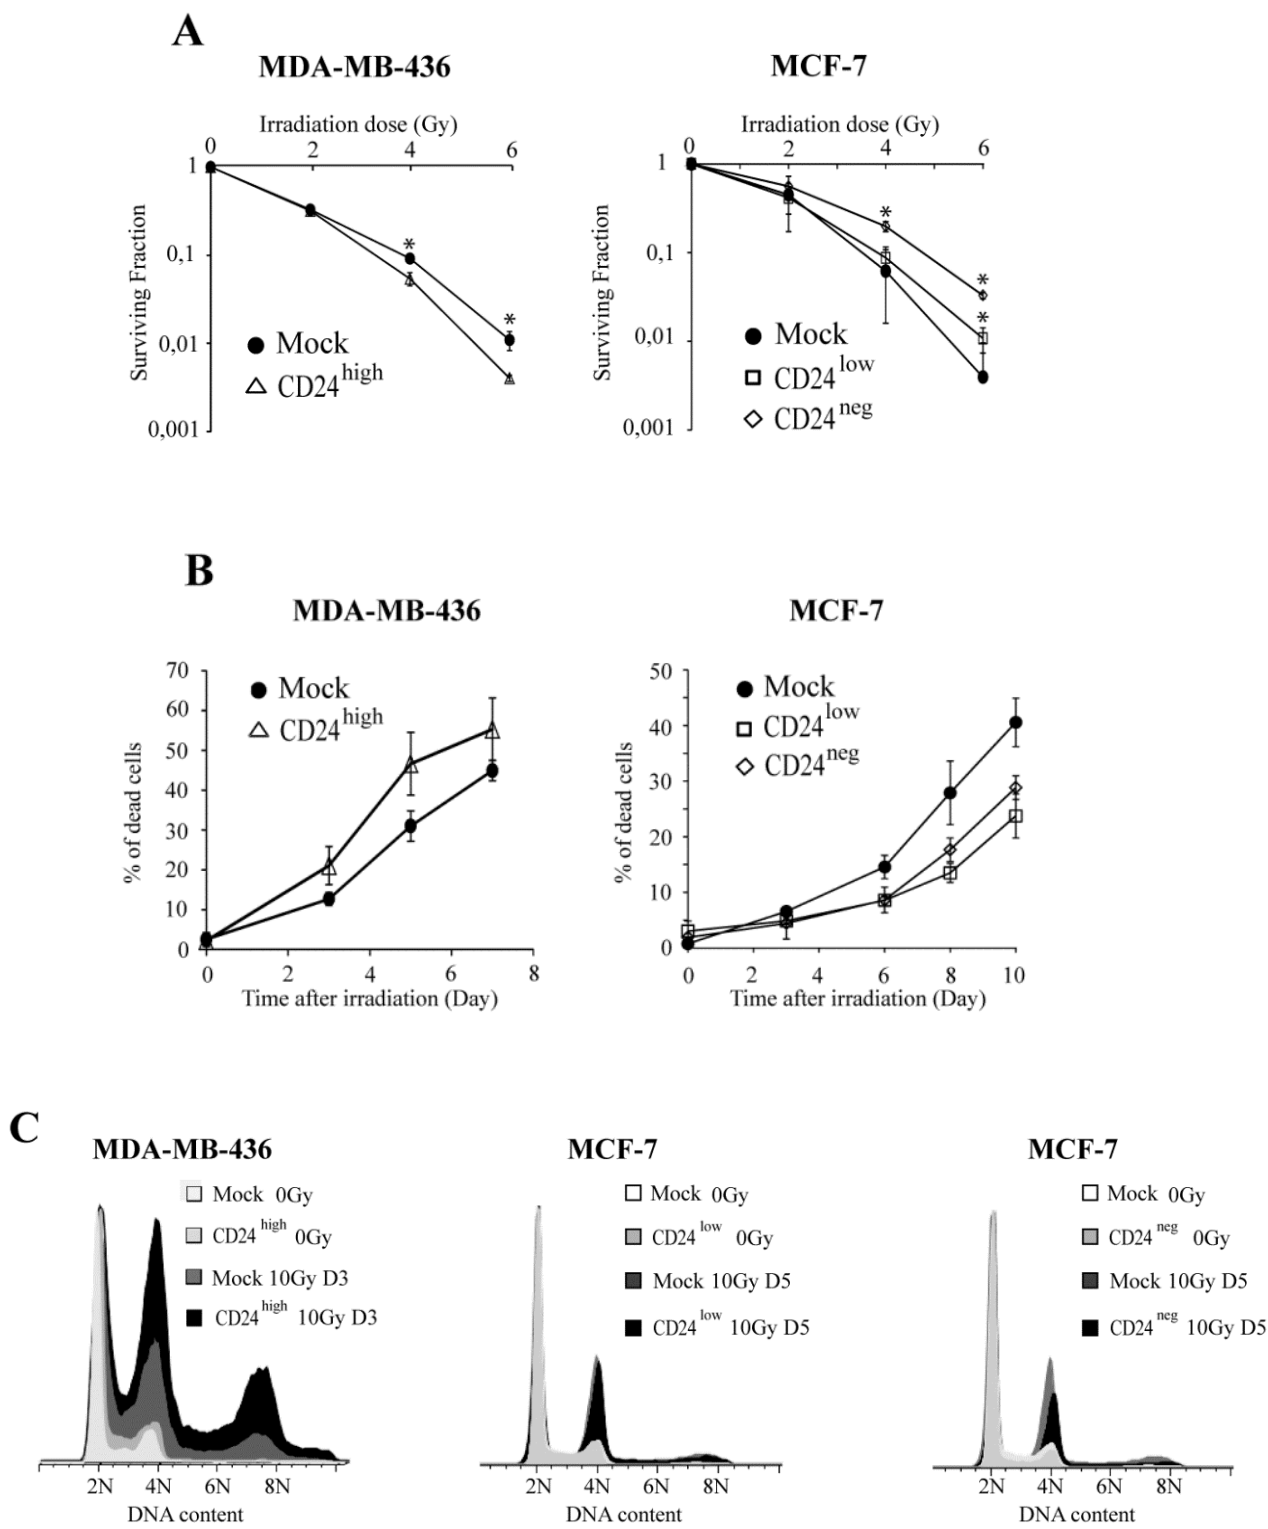 A
MDA-MB-436
Irradiation dose (Gy)
0 2 4 6
1
0,1
0,01
0,001
Surviving Fraction
*
*
Mock
CD24high
MCF-7
Irradiation dose (Gy)
0 2 4 6
1
0,1
0,01
0,001
Surviving Fraction
*
*
*
Mock
CD24low
CD24neg
B
MDA-MB-436
70
60
50
40
30
20
10
0
% of dead cells
Mock
CD24high
0 2 4 6 8
Time after irradiation (Day)
MCF-7
50
40
30
20
10
0
% of dead cells
Mock
CD24low
CD24neg
0 2 4 6 8 10
Time after irradiation (Day)
C
MDA-MB-436
Mock 0Gy
CD24high 0Gy
Mock 10Gy D3
CD24high 10Gy D3
2N 4N 6N 8N
DNA content
MCF-7
Mock 0Gy
CD24low 0Gy
Mock 10Gy D5
CD24low 10Gy D5
2N 4N 6N 8N
DNA content
MCF-7
Mock 0Gy
CD24neg 0Gy
Mock 10Gy D5
CD24neg 10Gy D5
2N 4N 6N 8N
DNA content